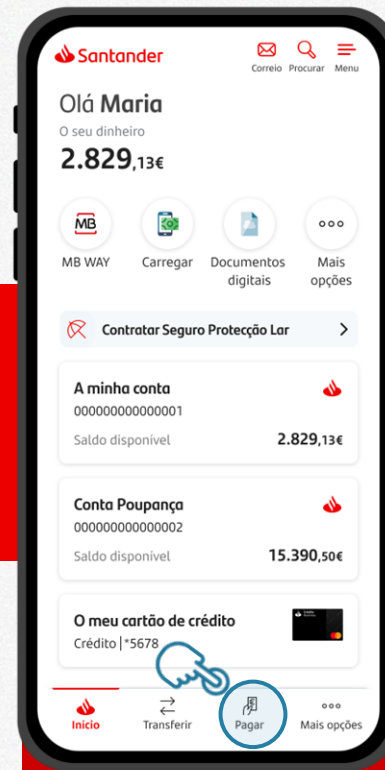 Santander
Correio Procurar Menu
Olá Maria
O seu dinheiro
2.829,13€
MB
MB WAY Carregar Documentos digitais Mais opções
Contratar Seguro Protecção Lar
A minha conta
000000000000001
Saldo disponível 2.829,13€
Conta Poupança
000000000000002
Saldo disponível 15.390,50€
O meu cartão de crédito
Crédito | *5678
Início Transferir Pagar Mais opções